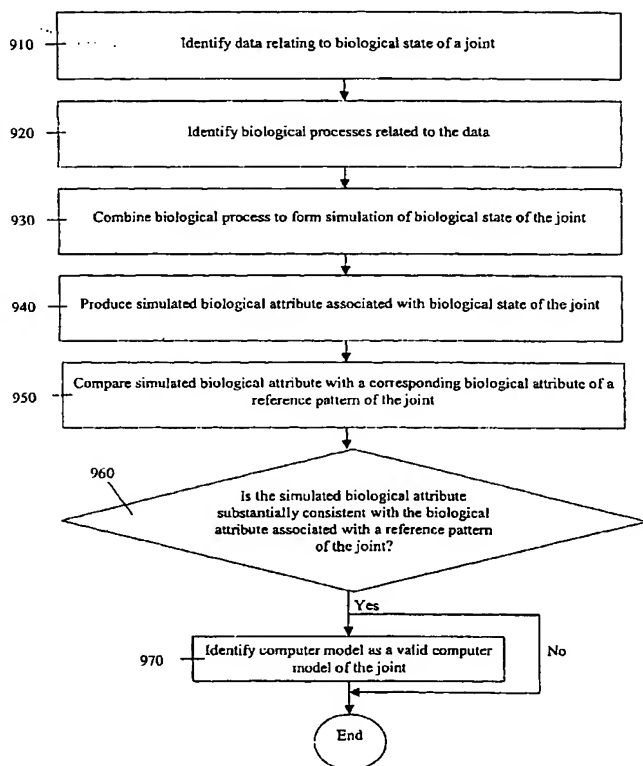 910
Identify data relating to biological state of a joint
920
Identify biological processes related to the data
930
Combine biological process to form simulation of biological state of the joint
940
Produce simulated biological attribute associated with biological state of the joint
950
Compare simulated biological attribute with a corresponding biological attribute of a
reference pattern of the joint
960
Is the simulated biological attribute
substantially consistent with the biological
attribute associated with a reference pattern
of the joint?
Yes
No
970
Identify computer model as a valid computer
model of the joint
End